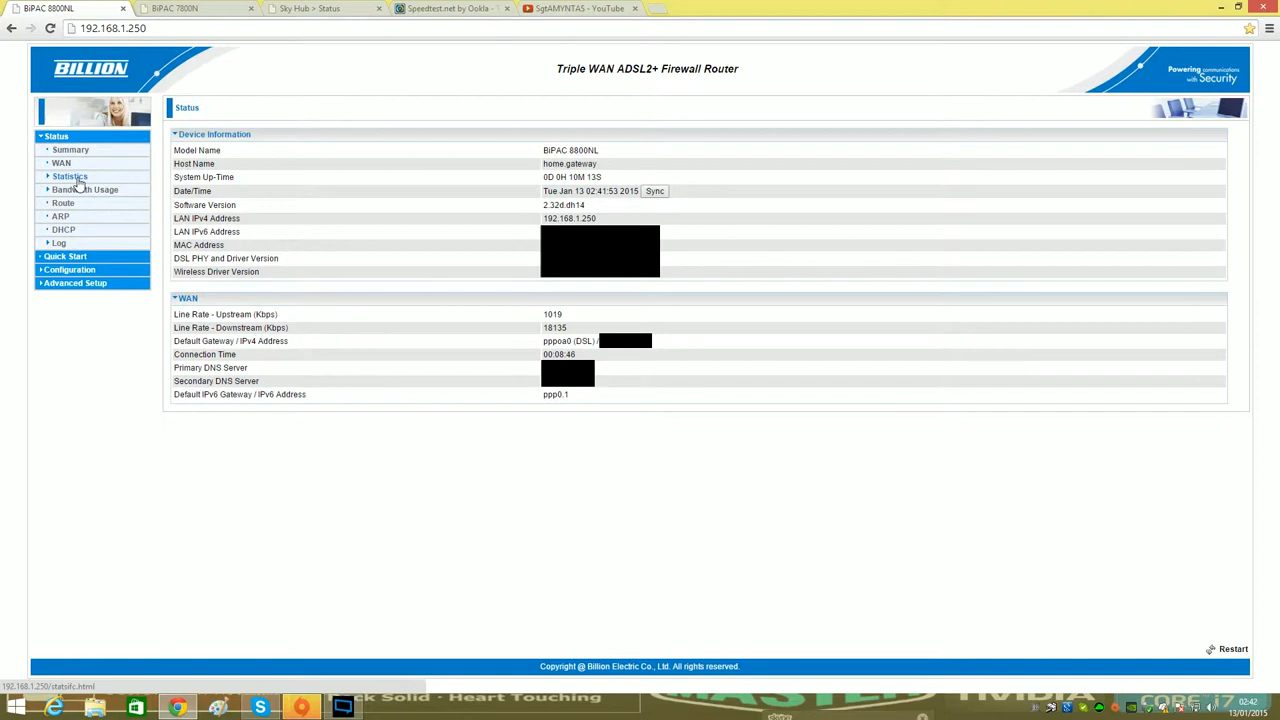 BiPAC 8800NL
BiPAC 7800N
Sky Hub > Status
Speedtest.net by Ookla - T
SgtAMYNTAS - YouTube
192.168.1.250
BILLION
Triple WAN ADSL2+ Firewall Router
Powering communications
with Security
Status
Summary
WAN
Statistics
Bandwidth Usage
Route
ARP
DHCP
Log
Quick Start
Configuration
Advanced Setup
Status
Device Information
Model Name BiPAC 8800NL
Host Name home.gateway
System Up-Time 0D 0H 10M 13S
Date/Time Tue Jan 13 02:41:53 2015 Sync
Software Version 2.32d.dh14
LAN IPv4 Address 192.168.1.250
LAN IPv6 Address
MAC Address
DSL PHY and Driver Version
Wireless Driver Version
WAN
Line Rate - Upstream (Kbps) 1019
Line Rate - Downstream (Kbps) 18135
Default Gateway / IPv4 Address pppoa0 (DSL) /
Connection Time 00:08:46
Primary DNS Server
Secondary DNS Server
Default IPv6 Gateway / IPv6 Address ppp0.1
Restart
Copyright @ Billion Electric Co., Ltd. All rights reserved.
192.168.1.250/statsifc.html
ck Solid - Heart Touching
CORE i7
02:42
13/01/2015